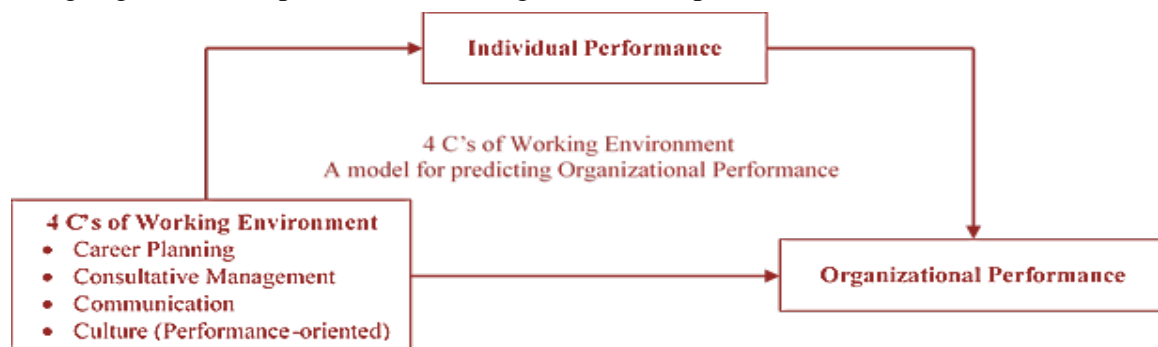 Individual Performance
4 C's of Working Environment
A model for predicting Organizational Performance
4 C's of Working Environment
• Career Planning
• Consultative Management
• Communication
• Culture (Performance-oriented)
Organizational Performance